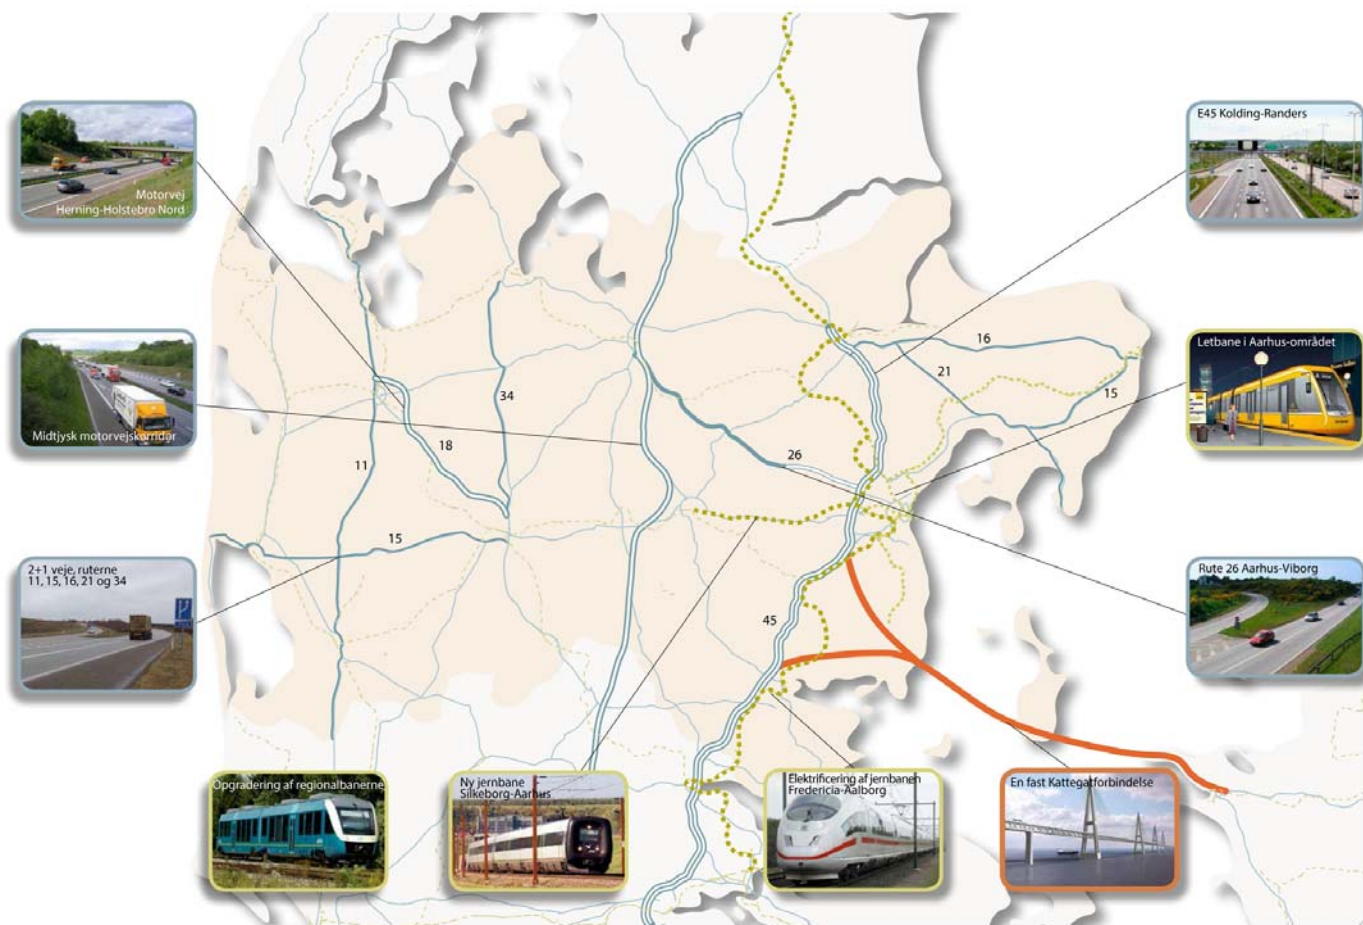 Motorvej
Herning-Holstebro Nord
E45 Kolding-Randers
Midtjysk motorvejskorridor
Letbane i Aarhus-området
2+1 veje, ruterne
11, 15, 16, 21 og 34
Rute 26 Aarhus-Viborg
16
21
15
34
18
11
26
15
45
Opgradering af regionalbanerne
Ny jernbane
Silkeborg-Aarhus
Elektrificering af jernbanen
Fredericia-Aalborg
En fast Kattegatforbindelse